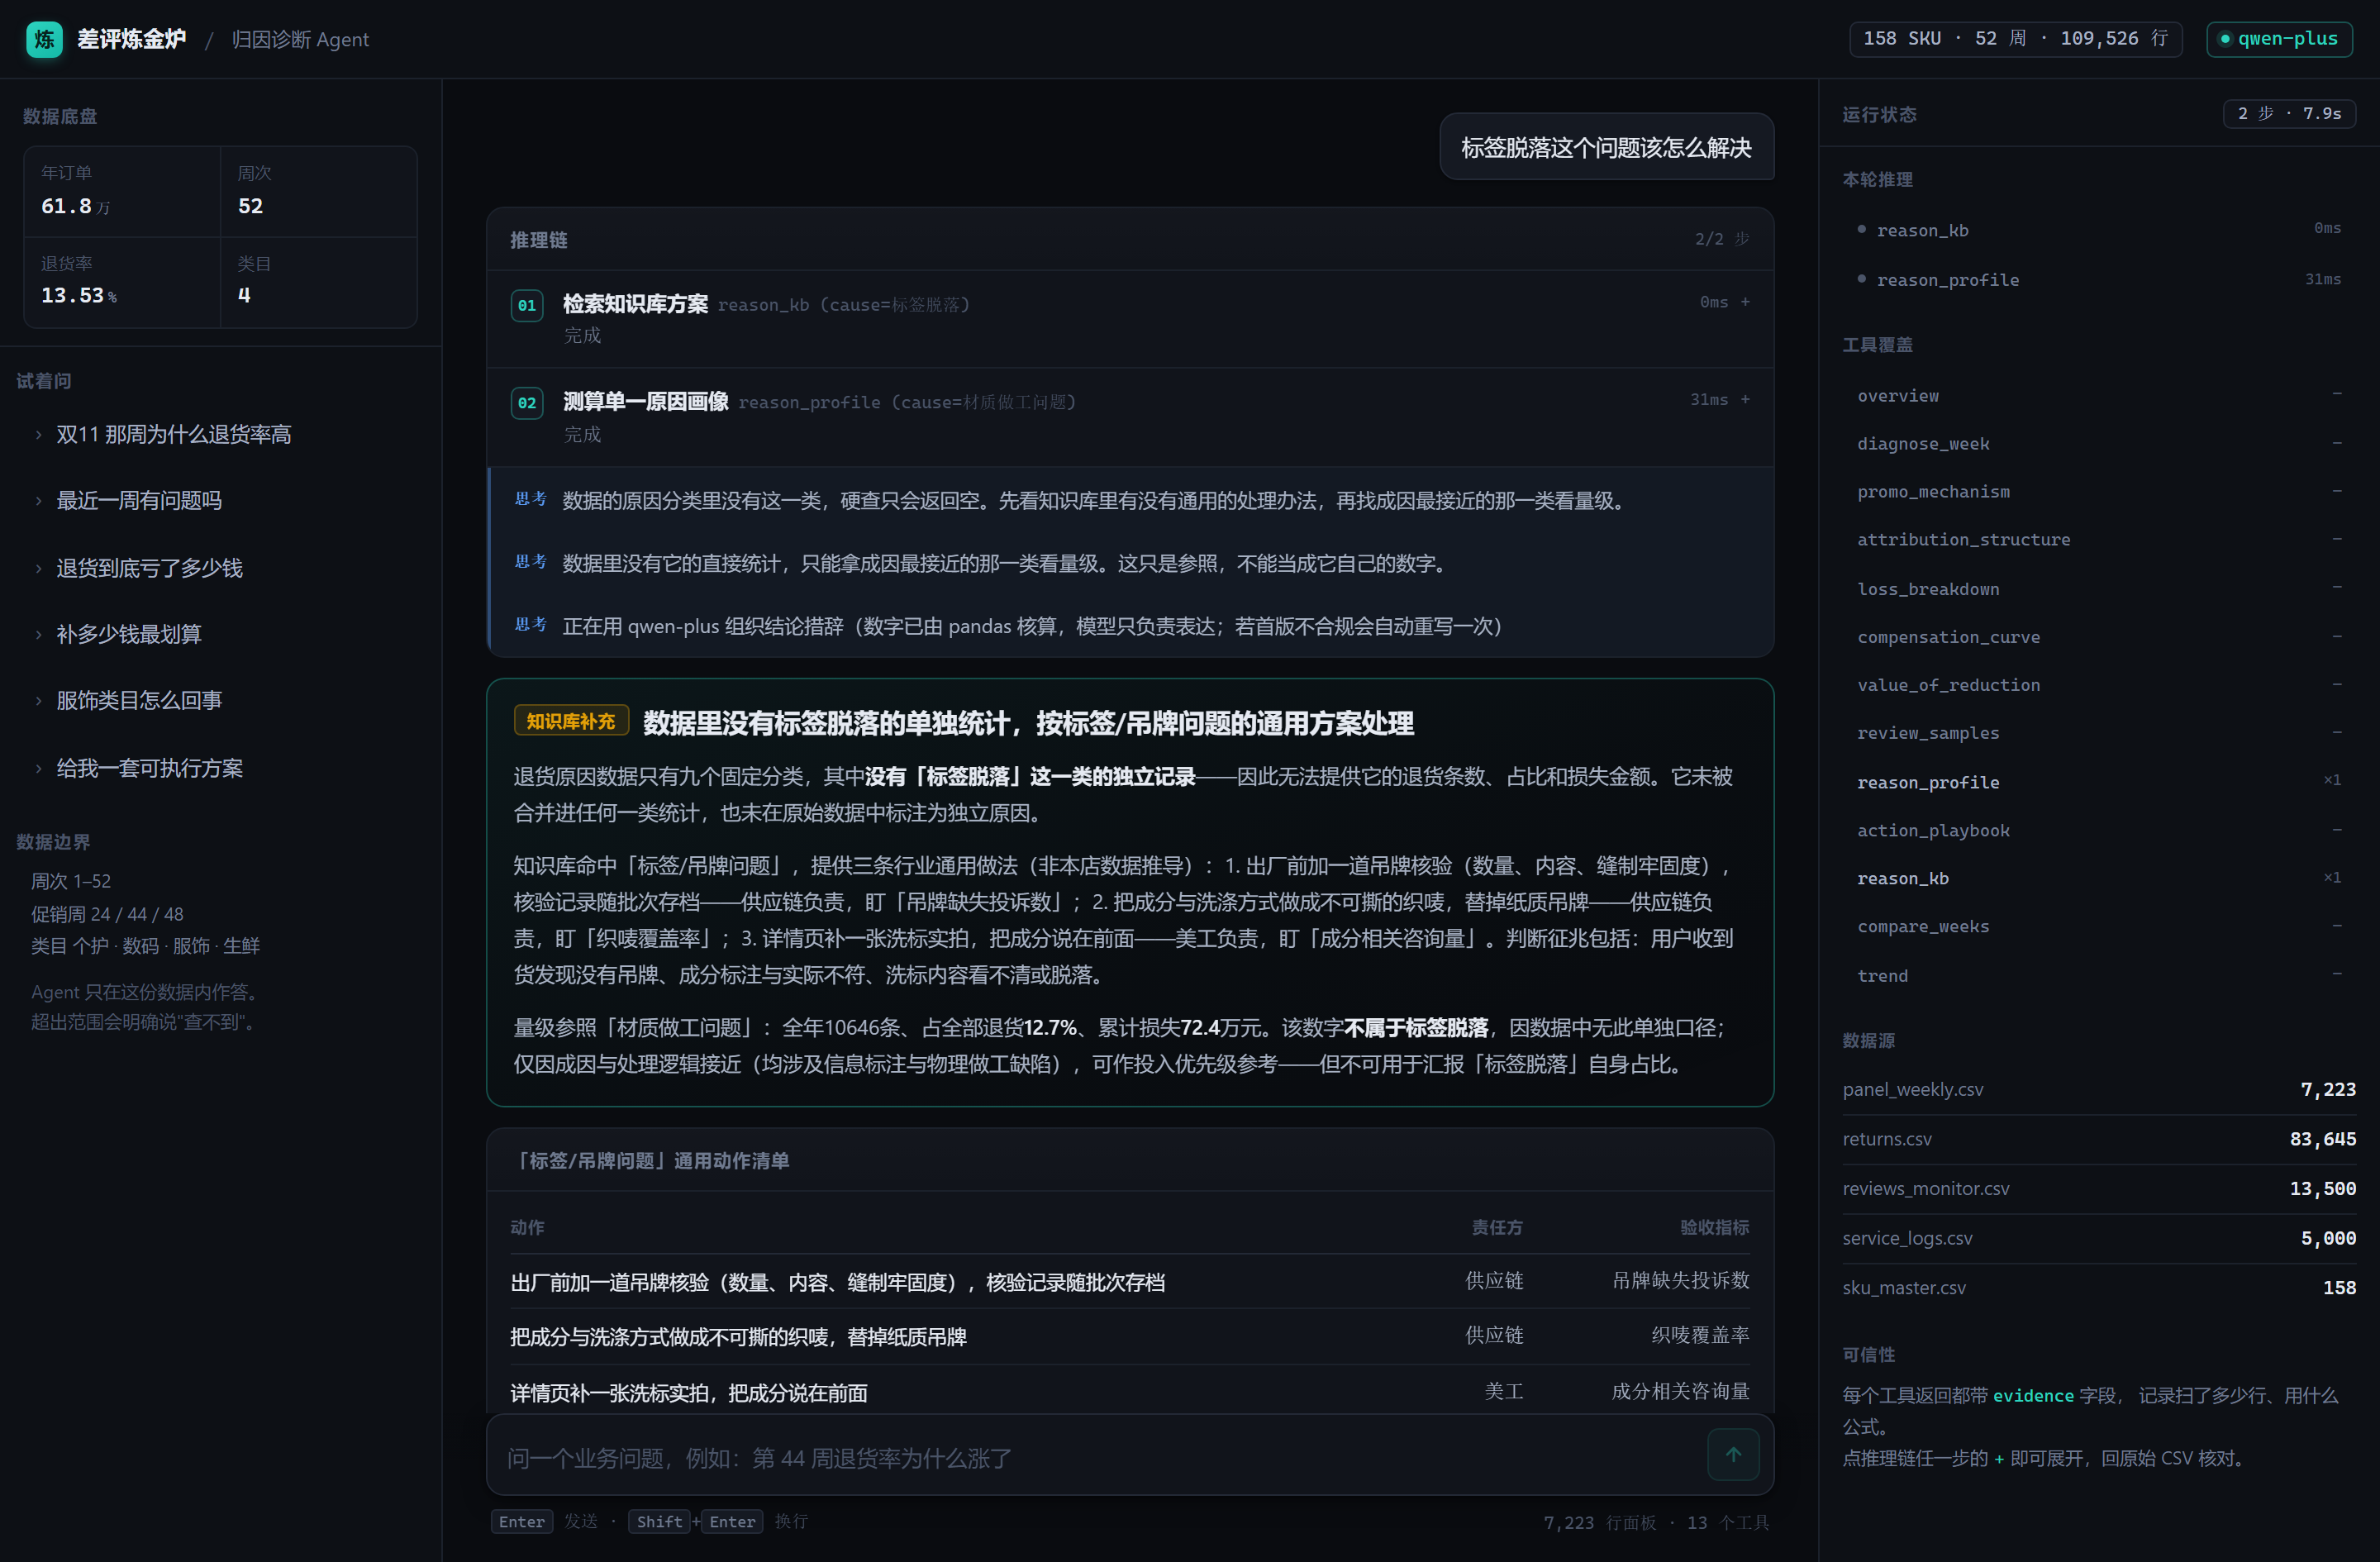 炼 差评炼金炉 / 归因诊断 Agent
158 SKU · 52 周 · 109,526 行
qwen-plus
数据底盘
年订单
61.8万
周次
52
退货率
13.53%
类目
4
试着问
› 双11 那周为什么退货率高
› 最近一周有问题吗
› 退货到底亏了多少钱
› 补多少钱最划算
› 服饰类目怎么回事
› 给我一套可执行方案
数据边界
周次 1–52
促销周 24 / 44 / 48
类目 个护 · 数码 · 服饰 · 生鲜
Agent 只在这份数据内作答。
超出范围会明确说"查不到"。
标签脱落这个问题该怎么解决
推理链 2/2 步
01 检索知识库方案 reason_kb (cause=标签脱落) 0ms +
完成
02 测算单一原因画像 reason_profile (cause=材质做工问题) 31ms +
完成
思考 数据的原因分类里没有这一类，硬查只会返回空。先看知识库里有没有通用的处理办法，再找成因最接近的那一类看量级。
思考 数据里没有它的直接统计，只能拿成因最接近的那一类看量级。这只是参照，不能当成它自己的数字。
思考 正在用 qwen-plus 组织结论措辞（数字已由 pandas 核算，模型只负责表达；若首版不合规会自动重写一次）
知识库补充 数据里没有标签脱落的单独统计，按标签/吊牌问题的通用方案处理
退货原因数据只有九个固定分类，其中没有「标签脱落」这一类的独立记录——因此无法提供它的退货条数、占比和损失金额。它未被
合并进任何一类统计，也未在原始数据中标注为独立原因。
知识库命中「标签/吊牌问题」，提供三条行业通用做法（非本店数据推导）：1. 出厂前加一道吊牌核验（数量、内容、缝制牢固度），
核验记录随批次存档——供应链负责，盯「吊牌缺失投诉数」；2. 把成分与洗涤方式做成不可撕的织唛，替掉纸质吊牌——供应链负
责，盯「织唛覆盖率」；3. 详情页补一张洗标实拍，把成分说在前面——美工负责，盯「成分相关咨询量」。判断征兆包括：用户收到
货发现没有吊牌、成分标注与实际不符、洗标内容看不清或脱落。
量级参照「材质做工问题」：全年10646条、占全部退货12.7%、累计损失72.4万元。该数字不属于标签脱落，因数据中无此单独口径；
仅因成因与处理逻辑接近（均涉及信息标注与物理做工缺陷），可作投入优先级参考——但不可用于汇报「标签脱落」自身占比。
「标签/吊牌问题」通用动作清单
动作 责任方 验收指标
出厂前加一道吊牌核验（数量、内容、缝制牢固度），核验记录随批次存档 供应链 吊牌缺失投诉数
把成分与洗涤方式做成不可撕的织唛，替掉纸质吊牌 供应链 织唛覆盖率
详情页补一张洗标实拍，把成分说在前面 美工 成分相关咨询量
问一个业务问题，例如：第 44 周退货率为什么涨了
Enter 发送 · Shift+Enter 换行
7,223 行面板 · 13 个工具
运行状态 2 步 · 7.9s
本轮推理
reason_kb 0ms
reason_profile 31ms
工具覆盖
overview –
diagnose_week –
promo_mechanism –
attribution_structure –
loss_breakdown –
compensation_curve –
value_of_reduction –
review_samples –
reason_profile ×1
action_playbook –
reason_kb ×1
compare_weeks –
trend –
数据源
panel_weekly.csv 7,223
returns.csv 83,645
reviews_monitor.csv 13,500
service_logs.csv 5,000
sku_master.csv 158
可信性
每个工具返回都带 evidence 字段， 记录扫了多少行、用什么
公式。
点推理链任一步的 + 即可展开，回原始 CSV 核对。